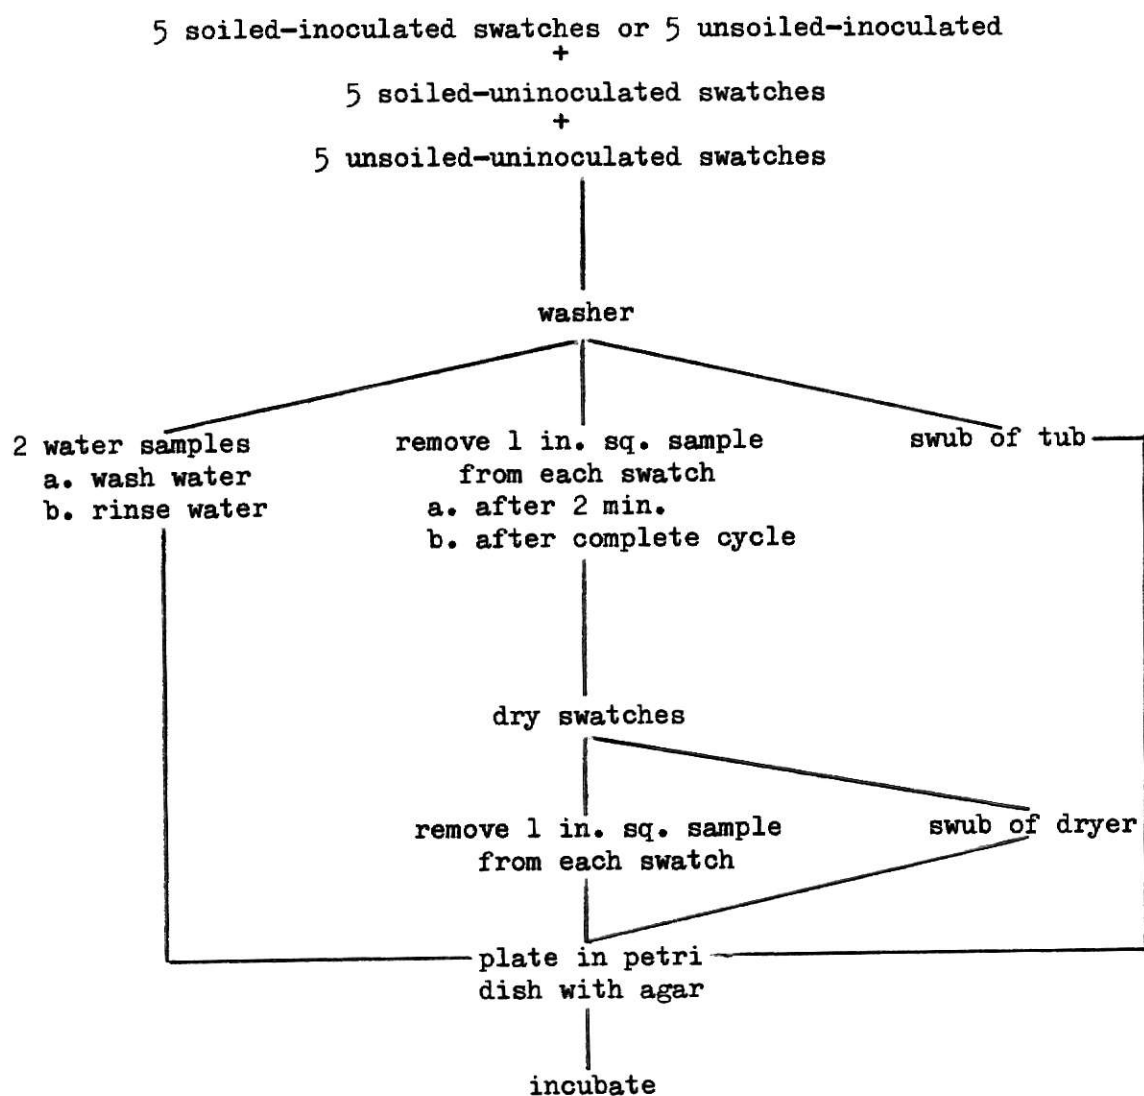 5 soiled-inoculated swatches or 5 unsoiled-inoculated
+
5 soiled-uninoculated swatches
+
5 unsoiled-uninoculated swatches
washer
2 water samples
a. wash water
b. rinse water
remove 1 in. sq. sample
from each swatch
a. after 2 min.
b. after complete cycle
swub of tub
dry swatches
remove 1 in. sq. sample
from each swatch
swub of dryer
plate in petri
dish with agar
incubate